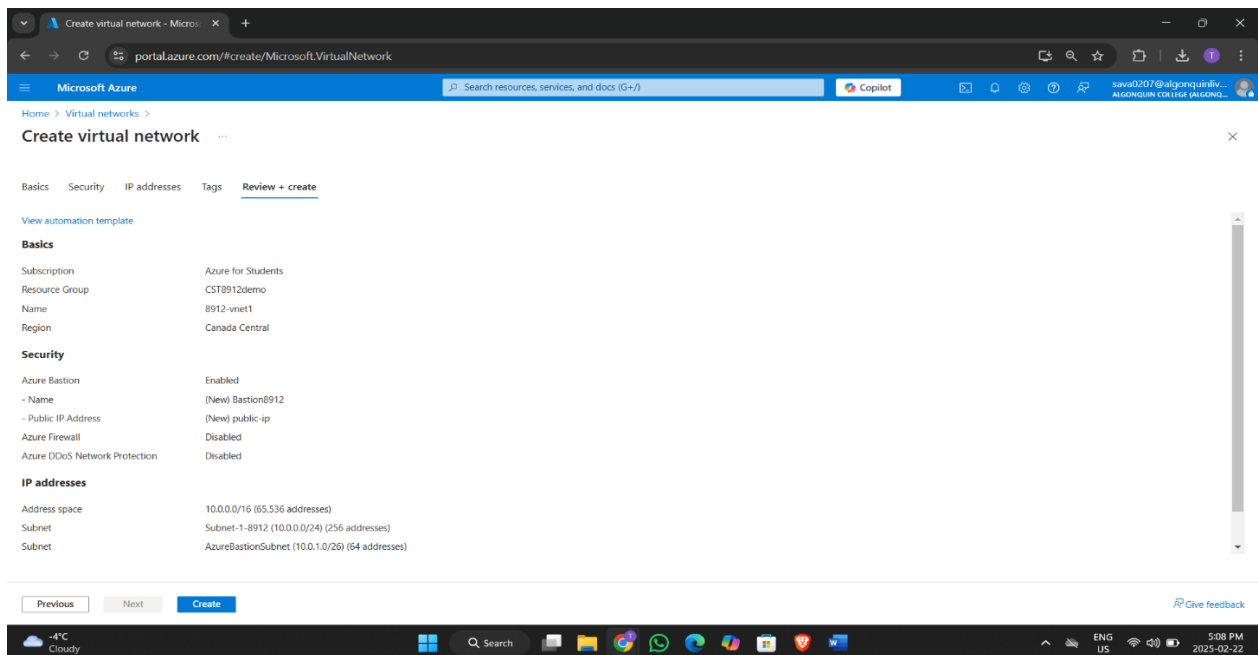 Create virtual network - Micros
portal.azure.com/#create/Microsoft.VirtualNetwork
T
Microsoft Azure
Search resources, services, and docs (G+/)
Copilot
sava0207@algonquinliv...
ALGONQUIN COLLEGE (ALGONQ...
Home > Virtual networks >
Create virtual network ...
Basics Security IP addresses Tags Review + create
View automation template
Basics
Subscription Azure for Students
Resource Group CST8912demo
Name 8912-vnet1
Region Canada Central
Security
Azure Bastion Enabled
- Name (New) Bastion8912
- Public IP Address (New) public-ip
Azure Firewall Disabled
Azure DDoS Network Protection Disabled
IP addresses
Address space 10.0.0.0/16 (65,536 addresses)
Subnet Subnet-1-8912 (10.0.0.0/24) (256 addresses)
Subnet AzureBastionSubnet (10.0.1.0/26) (64 addresses)
Previous Next Create
Give feedback
-4°C
Cloudy
Search
ENG
US
5:08 PM
2025-02-22